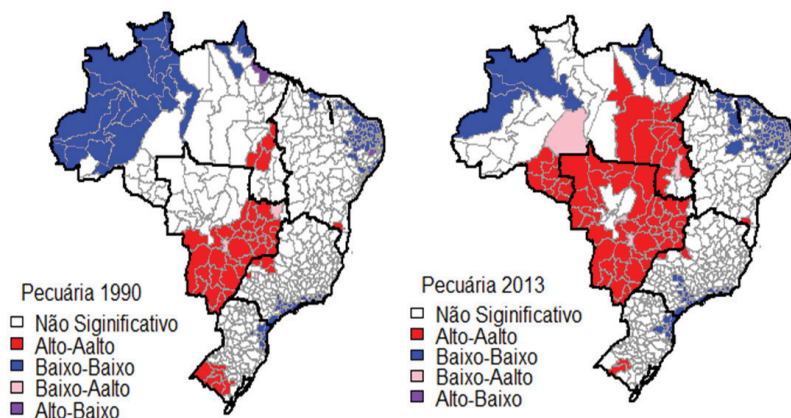 Pecuária 1990
Não Siginificativo
Alto-Aalto
Baixo-Baixo
Baixo-Aalto
Alto-Baixo
Pecuária 2013
Não Siginificativo
Alto-Aalto
Baixo-Baixo
Baixo-Aalto
Alto-Baixo